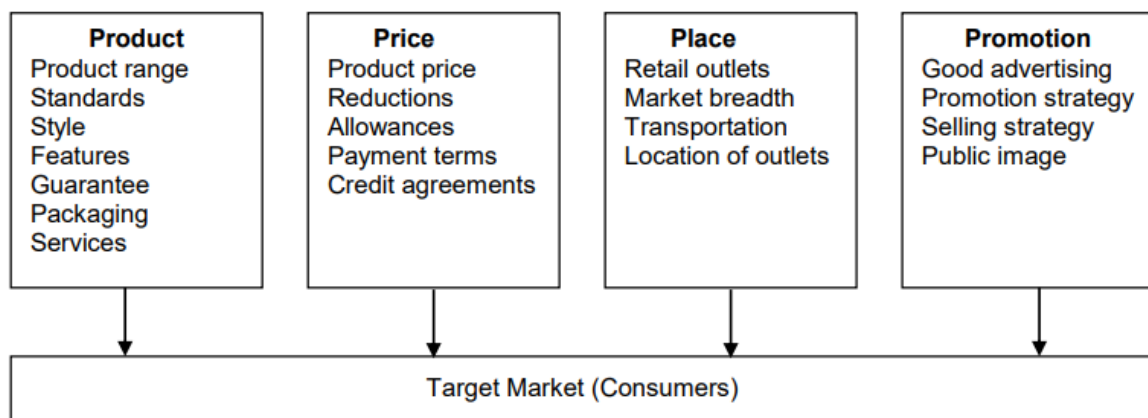 Product
Product range
Standards
Style
Features
Guarantee
Packaging
Services
Price
Product price
Reductions
Allowances
Payment terms
Credit agreements
Place
Retail outlets
Market breadth
Transportation
Location of outlets
Promotion
Good advertising
Promotion strategy
Selling strategy
Public image
Target Market (Consumers)